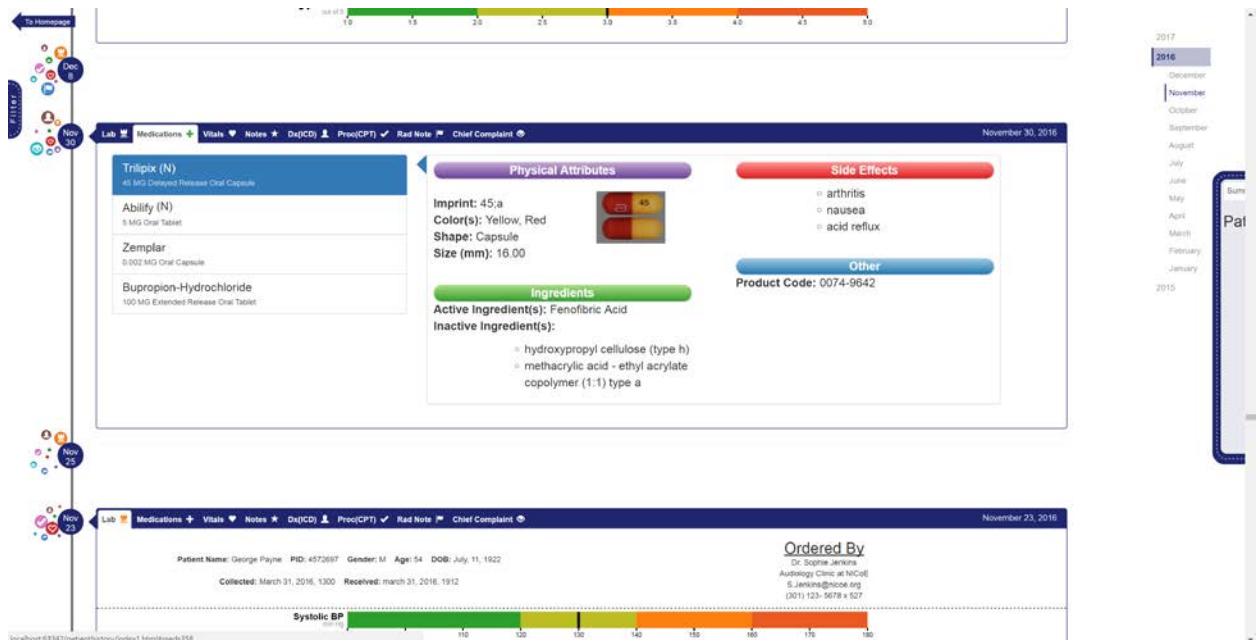 To Homepage
out of 5
1.0 1.5 2.0 2.5 3.0 3.5 4.0 4.5 5.0
Dec
8
Filter
Nov
30
Lab Medications Vitals Notes Dx(ICD) Proc(CPT) Rad Note Chief Complaint November 30, 2016
Trilipix (N)
45 MG Delayed Release Oral Capsule
Abilify (N)
5 MG Oral Tablet
Zemplar
0.002 MG Oral Capsule
Bupropion-Hydrochloride
100 MG Extended Release Oral Tablet
Physical Attributes
Imprint: 45;a
Color(s): Yellow, Red
Shape: Capsule
Size (mm): 16.00
45
Ingredients
Active Ingredient(s): Fenofibric Acid
Inactive Ingredient(s):
hydroxypropyl cellulose (type h)
methacrylic acid - ethyl acrylate
copolymer (1:1) type a
Side Effects
arthritis
nausea
acid reflux
Other
Product Code: 0074-9642
Nov
25
Nov
23
Lab Medications Vitals Notes Dx(ICD) Proc(CPT) Rad Note Chief Complaint November 23, 2016
Patient Name: George Payne PID: 4572697 Gender: M Age: 54 DOB: July, 11, 1922
Collected: March 31, 2016, 1300 Received: march 31, 2016, 1912
Ordered By
Dr. Sophie Jenkins
Audiology Clinic at NICoE
S.Jenkins@nicoe.org
(301) 123- 5678 x 527
Systolic BP
110 120 130 140 150 160 170 180
2017
2016
December
November
October
September
August
July
June
May
April
March
February
January
2015
Sum
Pat